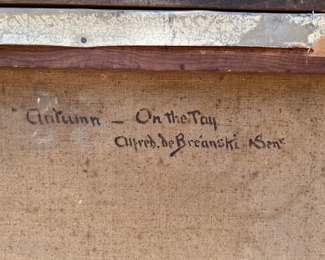 "Autumn" – On the Tay
Alfred. de Breanski Senr